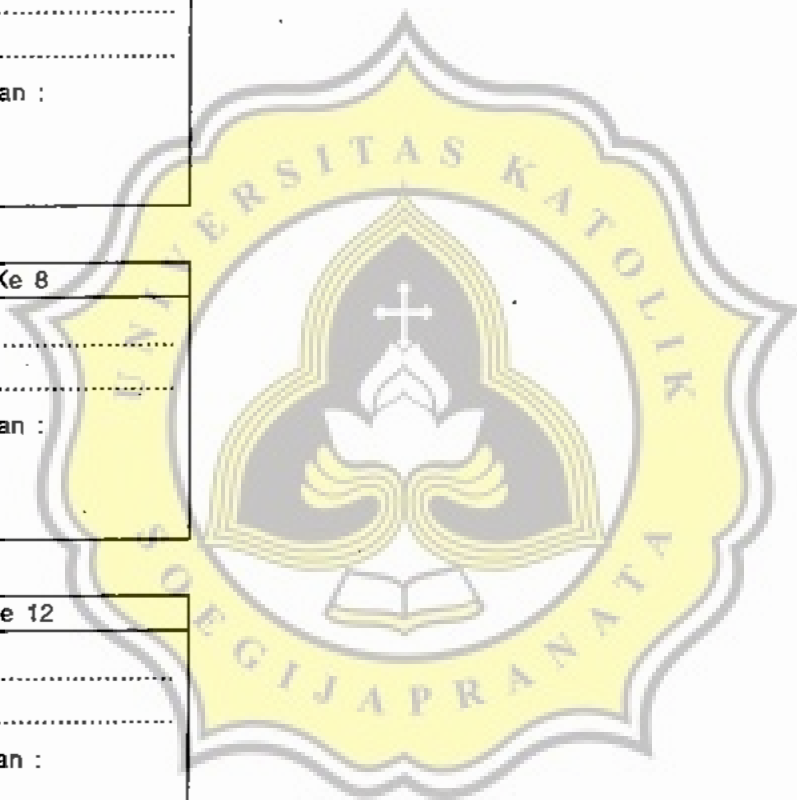 an :
UNIVERSITAS KATOLIK
Ke 8
an :
SOEGIJAPRANATA
e 12
an :